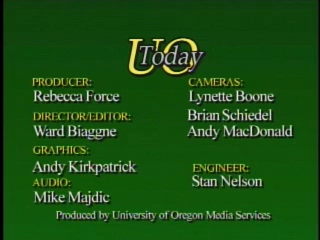 UO Today
PRODUCER:
Rebecca Force
DIRECTOR/EDITOR:
Ward Biaggne
GRAPHICS:
Andy Kirkpatrick
AUDIO:
Mike Majdic
CAMERAS:
Lynette Boone
Brian Schiedel
Andy MacDonald
ENGINEER:
Stan Nelson
Produced by University of Oregon Media Services